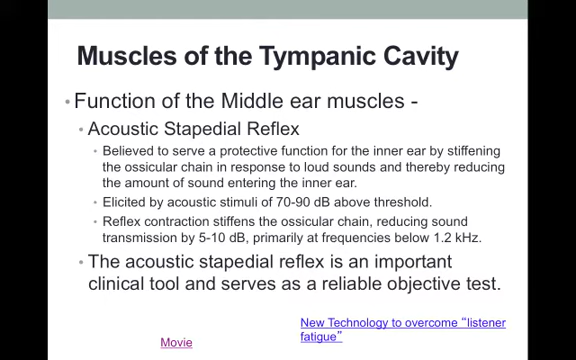 Muscles of the Tympanic Cavity
• Function of the Middle ear muscles -
• Acoustic Stapedial Reflex
• Believed to serve a protective function for the inner ear by stiffening
the ossicular chain in response to loud sounds and thereby reducing
the amount of sound entering the inner ear.
• Elicited by acoustic stimuli of 70-90 dB above threshold.
• Reflex contraction stiffens the ossicular chain, reducing sound
transmission by 5-10 dB, primarily at frequencies below 1.2 kHz.
• The acoustic stapedial reflex is an important
clinical tool and serves as a reliable objective test.
New Technology to overcome “listener
fatigue”
Movie